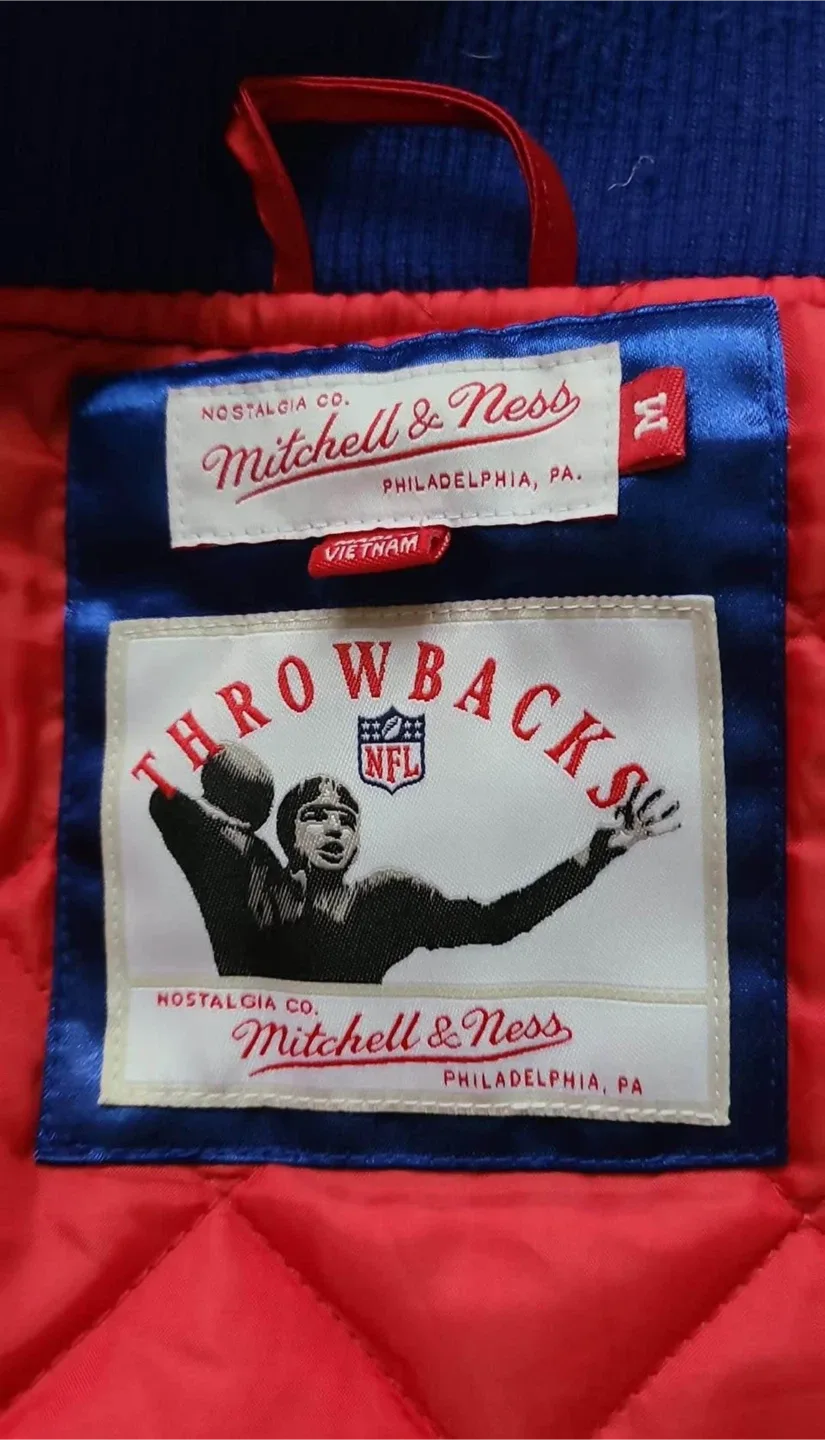 NOSTALGIA CO.
Mitchell & Ness
PHILADELPHIA, PA.
M
VIETNAM
THROWBACKS
NFL
NOSTALGIA CO.
Mitchell & Ness
PHILADELPHIA, PA